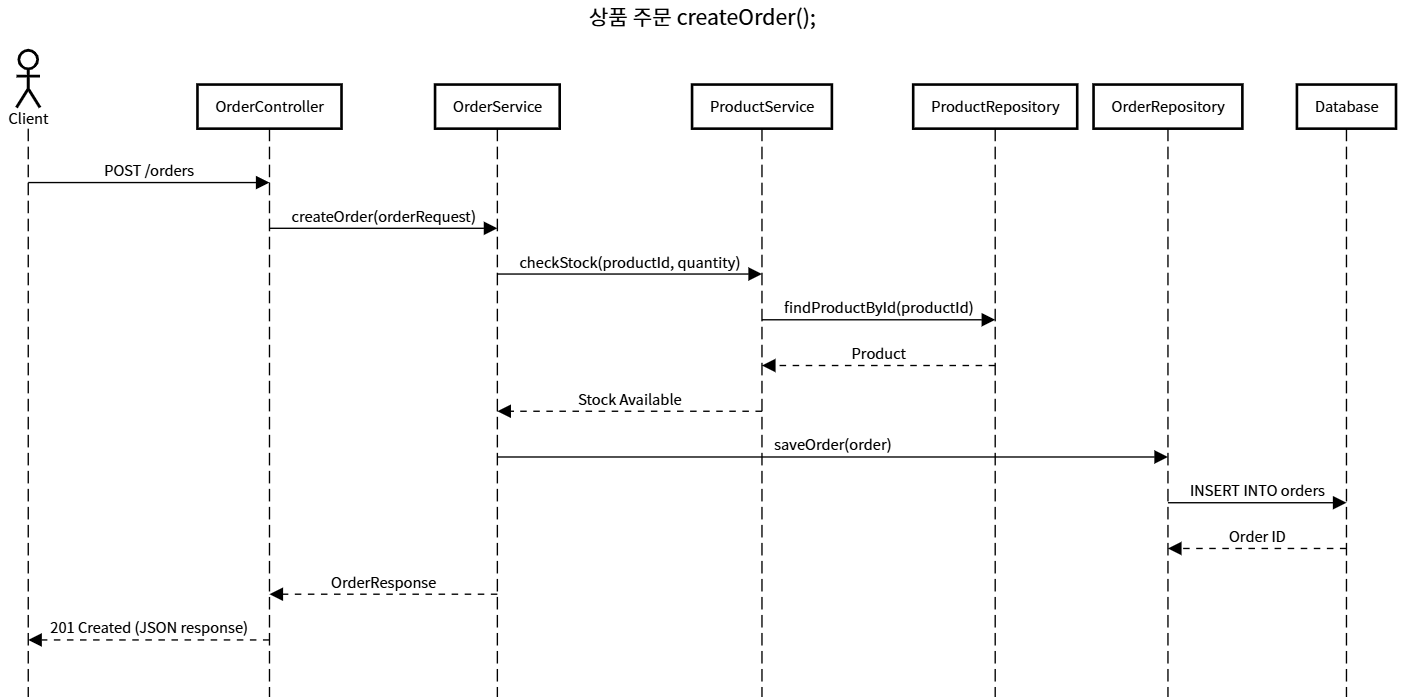 상품 주문 createOrder();
Client
OrderController
OrderService
ProductService
ProductRepository
OrderRepository
Database
POST /orders
createOrder(orderRequest)
checkStock(productId, quantity)
findProductById(productId)
Product
Stock Available
saveOrder(order)
INSERT INTO orders
Order ID
OrderResponse
201 Created (JSON response)